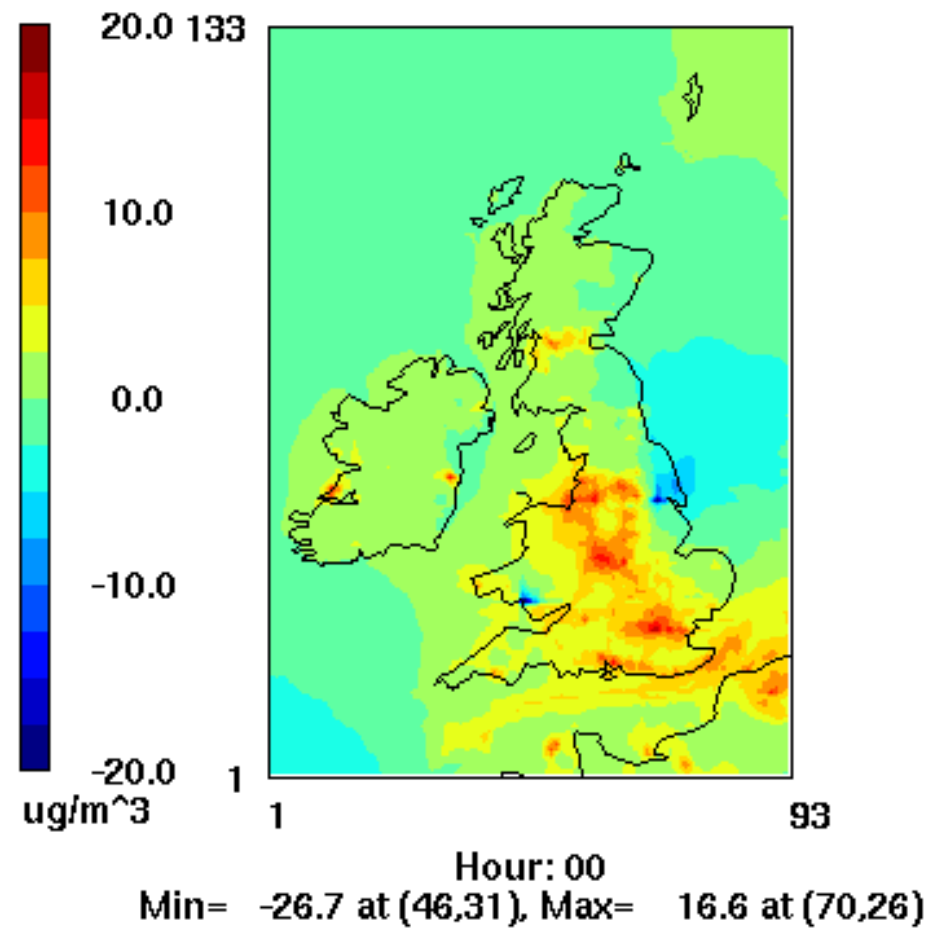 20.0 133
10.0
0.0
-10.0
-20.0 1
ug/m^3
1 93
Hour: 00
Min= -26.7 at (46,31), Max= 16.6 at (70,26)